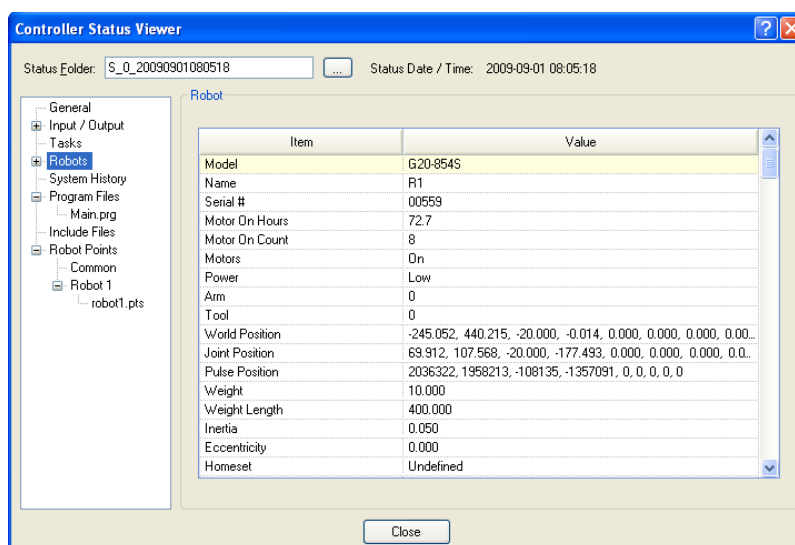 Controller Status Viewer
Status Folder: S_0_20090901080518 ... Status Date / Time: 2009-09-01 08:05:18
General
Input / Output
Tasks
Robots
System History
Program Files
Main.prg
Include Files
Robot Points
Common
Robot 1
robot1.pts
Robot
Item Value
Model G20-854S
Name R1
Serial # 00559
Motor On Hours 72.7
Motor On Count 8
Motors On
Power Low
Arm 0
Tool 0
World Position -245.052, 440.215, -20.000, -0.014, 0.000, 0.000, 0.000, 0.00...
Joint Position 69.912, 107.568, -20.000, -177.493, 0.000, 0.000, 0.000, 0.0...
Pulse Position 2036322, 1958213, -108135, -1357091, 0, 0, 0, 0, 0
Weight 10.000
Weight Length 400.000
Inertia 0.050
Eccentricity 0.000
Homeset Undefined
Close